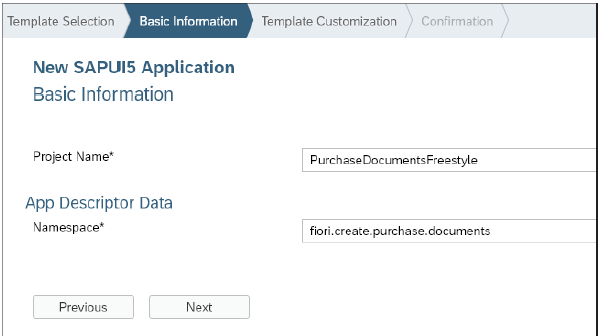 Template Selection Basic Information Template Customization Confirmation
New SAPUI5 Application
Basic Information
Project Name* PurchaseDocumentsFreestyle
App Descriptor Data
Namespace* fiori.create.purchase.documents
Previous Next